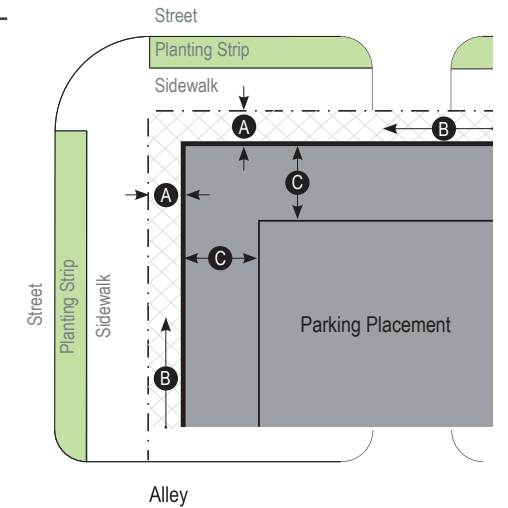 Street
Planting Strip
Sidewalk
A
B
A
C
C
Street
Planting Strip
Sidewalk
Parking Placement
B
Alley